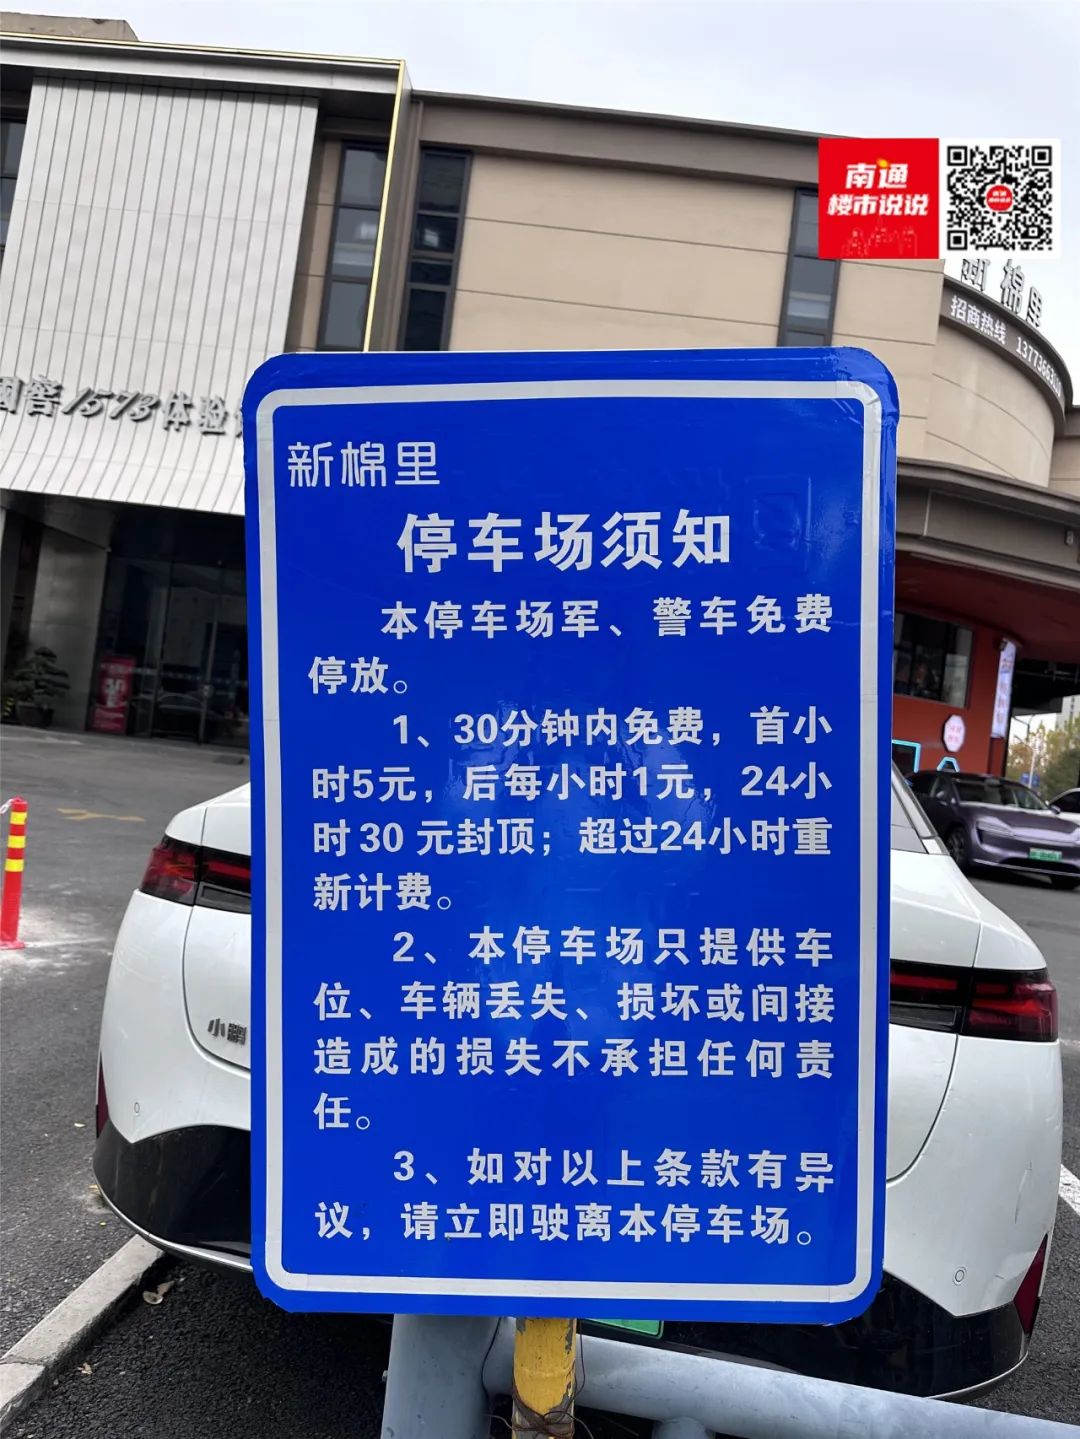 南通
楼市说说
棉里
招商热线
窖1573体验
新棉里
停车场须知
本停车场军、警车免费
停放。
1、30分钟内免费，首小
时5元，后每小时1元，24小
时30元封顶；超过24小时重
新计费。
2、本停车场只提供车
位、车辆丢失、损坏或间接
造成的损失不承担任何责
任。
3、如对以上条款有异
议，请立即驶离本停车场。
小鹏